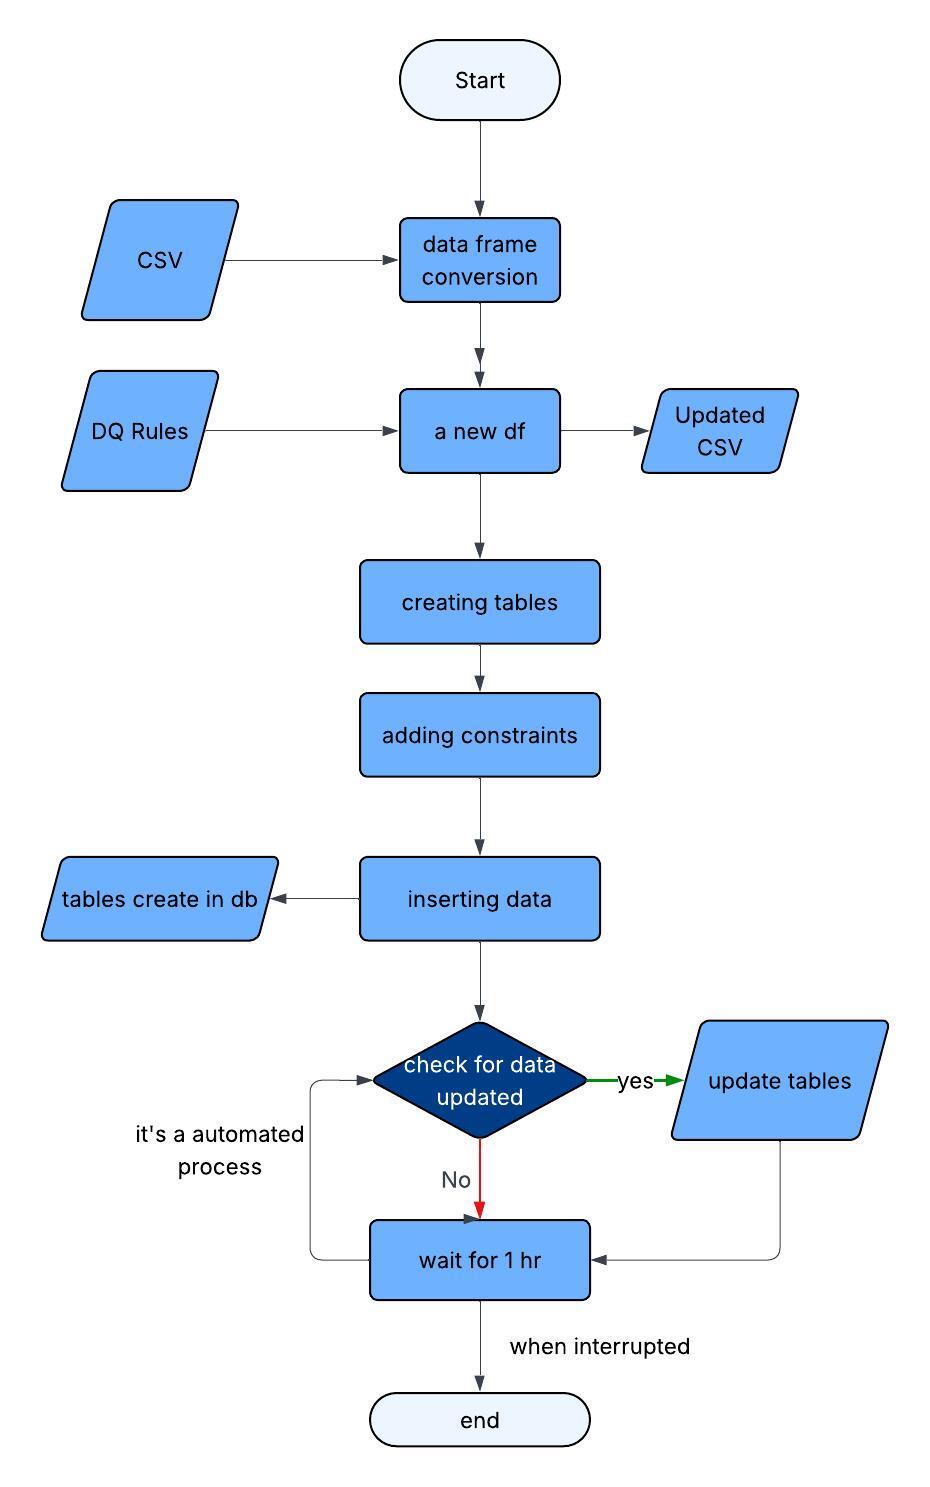 Start
CSV
data frame
conversion
DQ Rules
a new df
Updated
CSV
creating tables
adding constraints
tables create in db
inserting data
check for data
updated
yes
update tables
it's a automated
process
No
wait for 1 hr
when interrupted
end